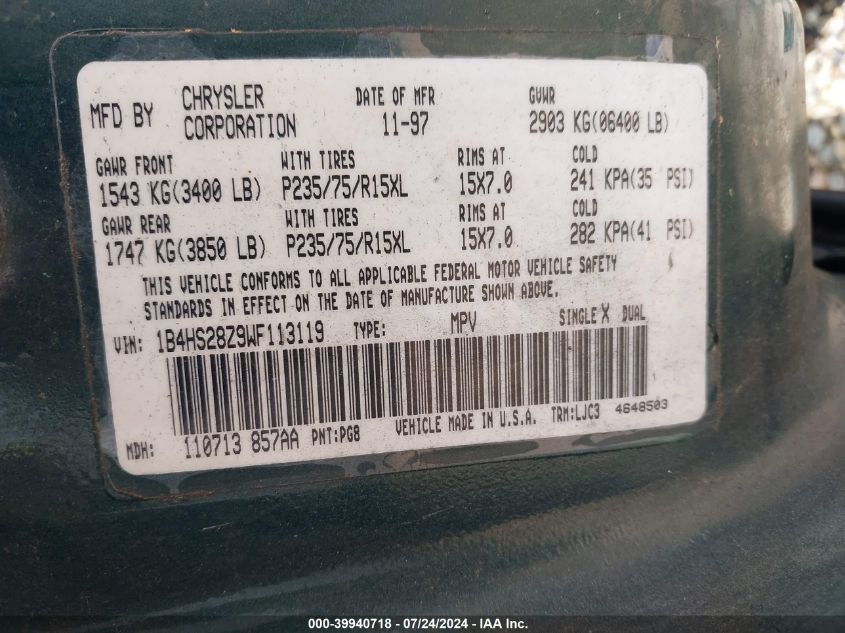 MFD BY CHRYSLER CORPORATION DATE OF MFR 11-97 GVWR 2903 KG(06400 LB)
GAWR FRONT WITH TIRES RIMS AT COLD
1543 KG(3400 LB) P235/75/R15XL 15X7.0 241 KPA(35 PSI)
GAWR REAR WITH TIRES RIMS AT COLD
1747 KG(3850 LB) P235/75/R15XL 15X7.0 282 KPA(41 PSI)
THIS VEHICLE CONFORMS TO ALL APPLICABLE FEDERAL MOTOR VEHICLE SAFETY
STANDARDS IN EFFECT ON THE DATE OF MANUFACTURE SHOWN ABOVE.
VIN: 1B4HS28Z9WF113119 TYPE: MPV SINGLE X DUAL
MDH: 110713 857AA PNT:PG8 VEHICLE MADE IN U.S.A. TRM:LJC3 4648503
000-39940718 - 07/24/2024 - IAAI.com